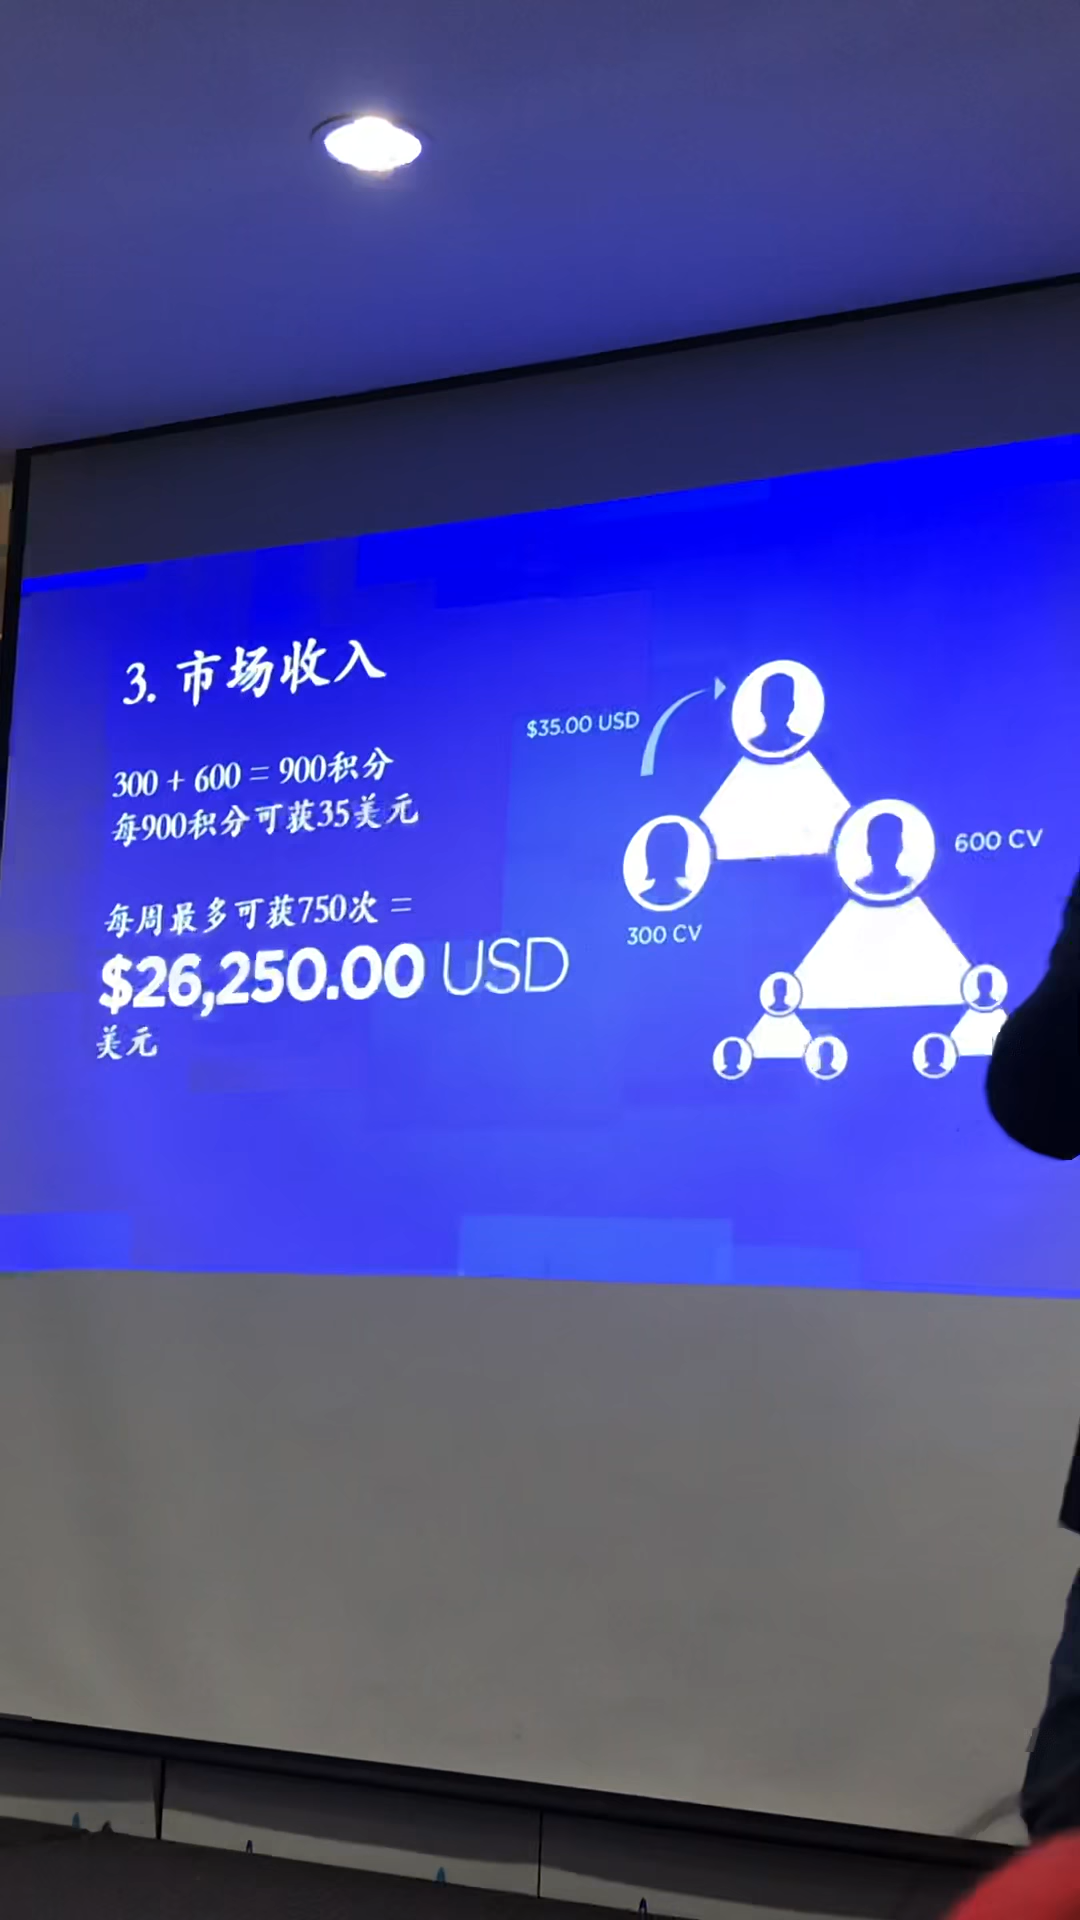 3. 市场收入
300 + 600 = 900积分
每900积分可获35美元
每周最多可获750次 =
$26,250.00 USD
美元
$35.00 USD
600 CV
300 CV